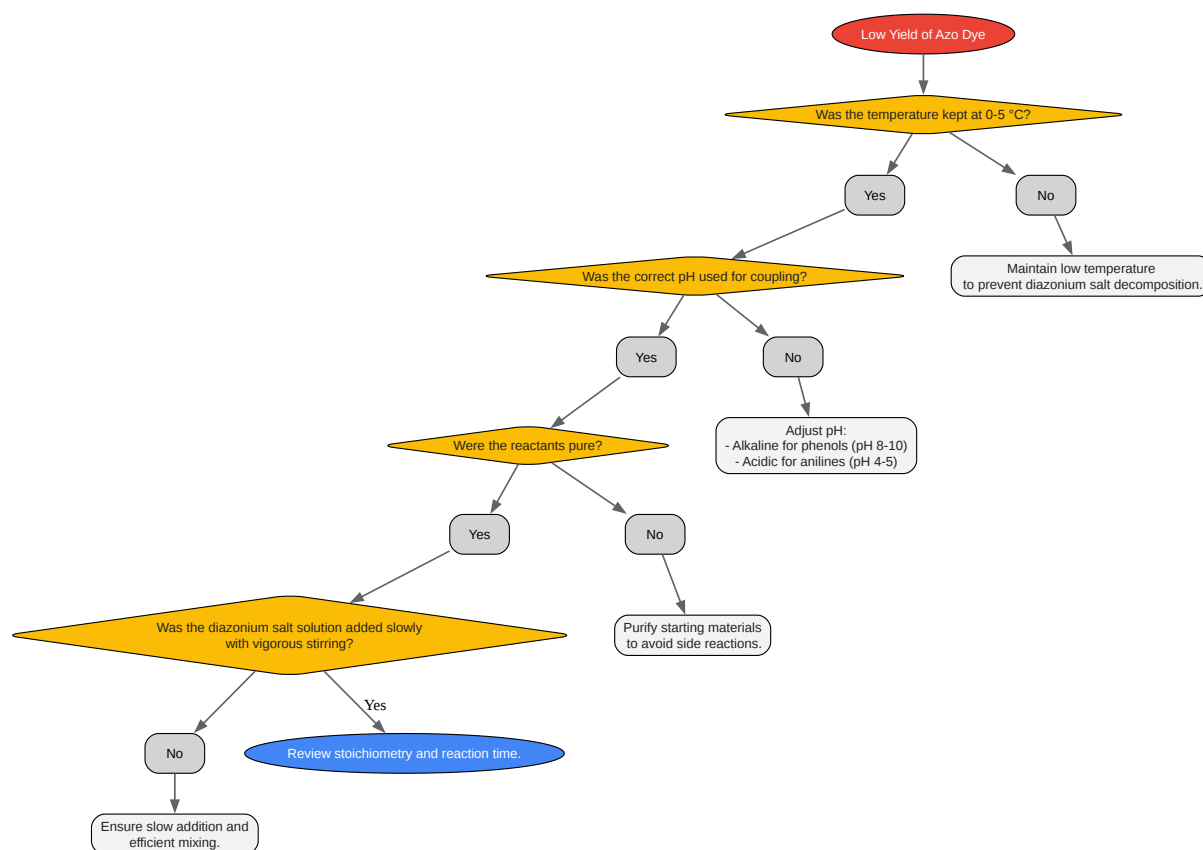 Low Yield of Azo Dye
Was the temperature kept at 0-5 °C?
Yes
No
Was the correct pH used for coupling?
Maintain low temperature
to prevent diazonium salt decomposition.
Yes
No
Were the reactants pure?
Adjust pH:
- Alkaline for phenols (pH 8-10)
- Acidic for anilines (pH 4-5)
Yes
No
Was the diazonium salt solution added slowly
with vigorous stirring?
Purify starting materials
to avoid side reactions.
Yes
No
Review stoichiometry and reaction time.
Ensure slow addition and
efficient mixing.